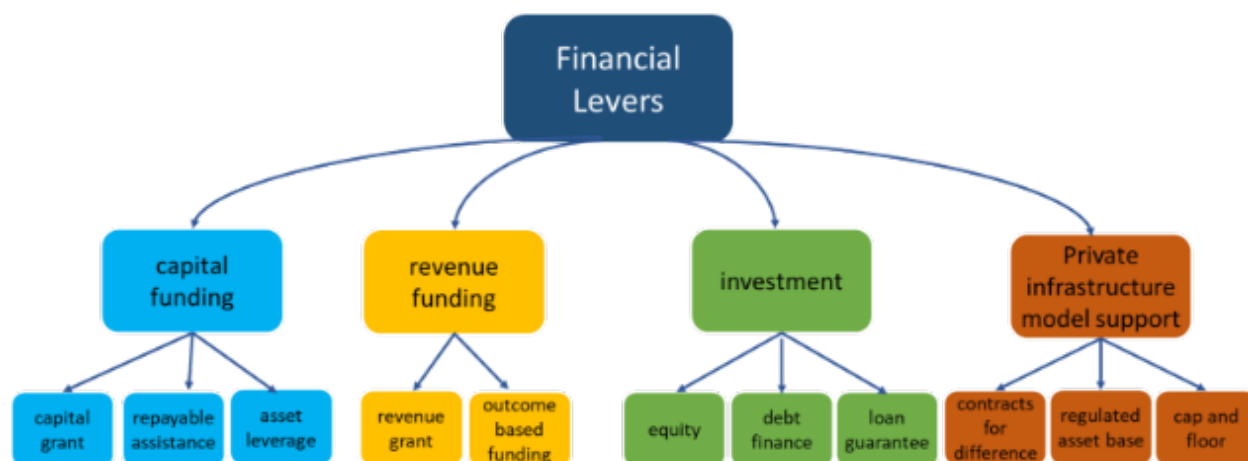 Financial
Levers
capital
funding
revenue
funding
investment
Private
infrastructure
model support
capital
grant
repayable
assistance
asset
leverage
revenue
grant
outcome
based
funding
equity
debt
finance
loan
guarantee
contracts
for
difference
regulated
asset base
cap and
floor